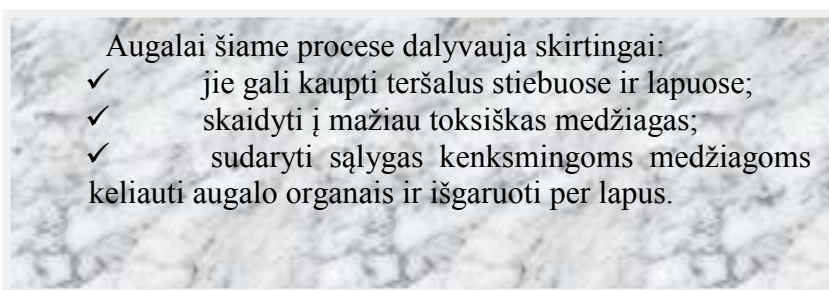 Augalai šiame procese dalyvauja skirtingai:
✓ jie gali kaupti teršalus stiebuose ir lapuose;
✓ skaidyti į mažiau toksiškas medžiagas;
✓ sudaryti sąlygas kenksmingoms medžiagoms
keliauti augalo organais ir išgaruoti per lapus.